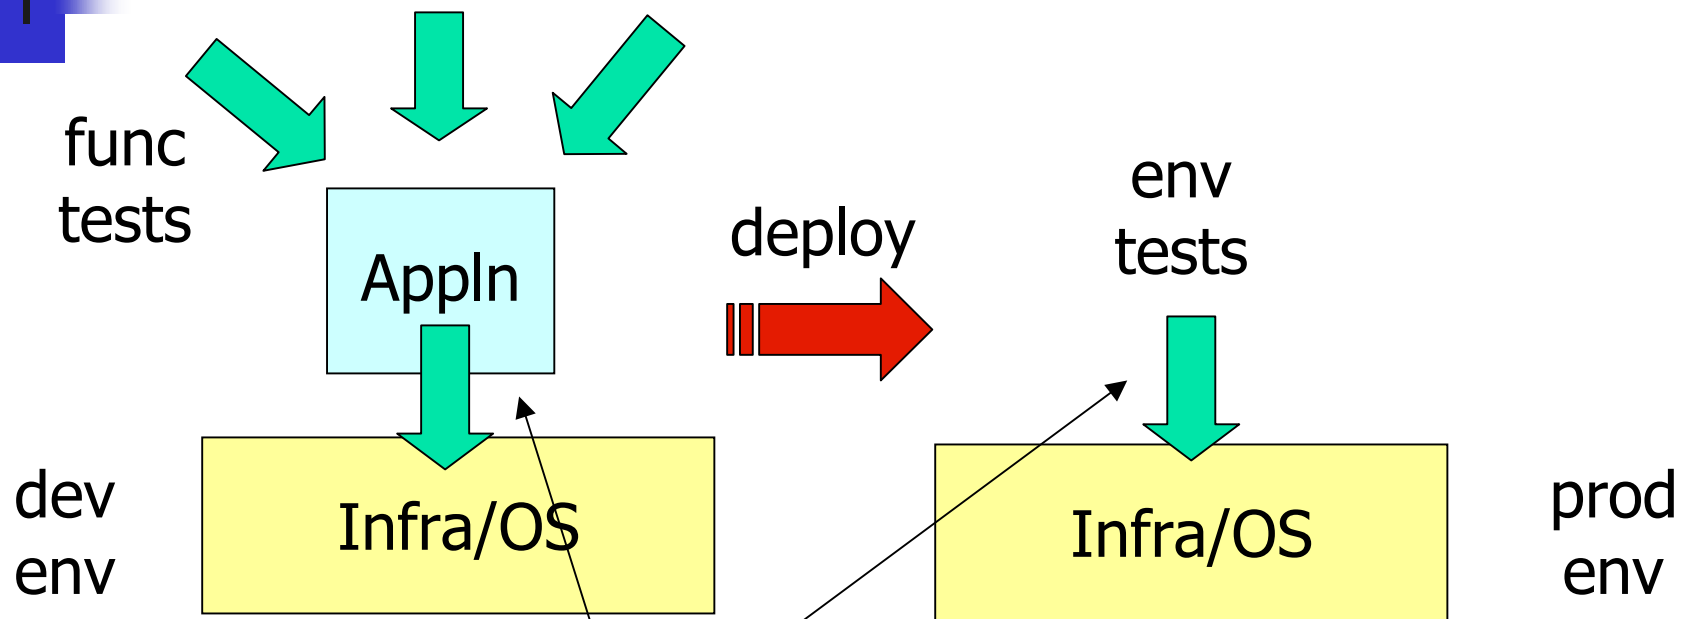 func
tests
Appln
deploy
env
tests
dev
env
Infra/OS
Infra/OS
prod
env